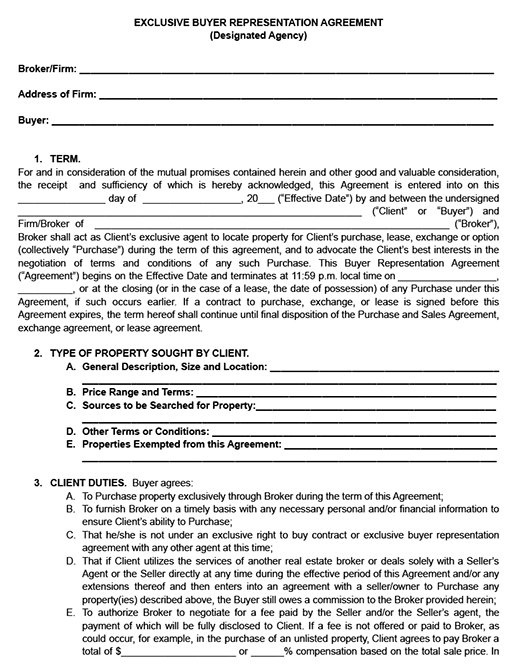 EXCLUSIVE BUYER REPRESENTATION AGREEMENT
(Designated Agency)
Broker/Firm: ____
Address of Firm: ____
Buyer: ____
1. TERM.
For and in consideration of the mutual promises contained herein and other good and valuable consideration,
the receipt and sufficiency of which is hereby acknowledged, this Agreement is entered into on this
____ day of ____, 20___ ("Effective Date") by and between the undersigned
____ ("Client" or "Buyer") and
Firm/Broker of ____ ("Broker"),
Broker shall act as Client's exclusive agent to locate property for Client's purchase, lease, exchange or option
(collectively "Purchase") during the term of this agreement, and to advocate the Client's best interests in the
negotiation of terms and conditions of any such Purchase. This Buyer Representation Agreement
("Agreement") begins on the Effective Date and terminates at 11:59 p.m. local time on ____,
____, or at the closing (or in the case of a lease, the date of possession) of any Purchase under this
Agreement, if such occurs earlier. If a contract to purchase, exchange, or lease is signed before this
Agreement expires, the term hereof shall continue until final disposition of the Purchase and Sales Agreement,
exchange agreement, or lease agreement.
2. TYPE OF PROPERTY SOUGHT BY CLIENT.
A. General Description, Size and Location: ____
____
B. Price Range and Terms: ____
C. Sources to be Searched for Property:____
____
D. Other Terms or Conditions: ____
E. Properties Exempted from this Agreement: ____
____
3. CLIENT DUTIES. Buyer agrees:
A. To Purchase property exclusively through Broker during the term of this Agreement;
B. To furnish Broker on a timely basis with any necessary personal and/or financial information to
ensure Client's ability to Purchase;
C. That he/she is not under an exclusive right to buy contract or exclusive buyer representation
agreement with any other agent at this time;
D. That if Client utilizes the services of another real estate broker or deals solely with a Seller's
Agent or the Seller directly at any time during the effective period of this Agreement and/or any
extensions thereof and then enters into an agreement with a seller/owner to Purchase any
property(ies) described above, the Buyer still owes a commission to the Broker provided herein;
E. To authorize Broker to negotiate for a fee paid by the Seller and/or the Seller's agent, the
payment of which will be fully disclosed to Client. If a fee is not offered or paid to Broker, as
could occur, for example, in the purchase of an unlisted property, Client agrees to pay Broker a
total of $____ or ____% compensation based on the total sale price. In